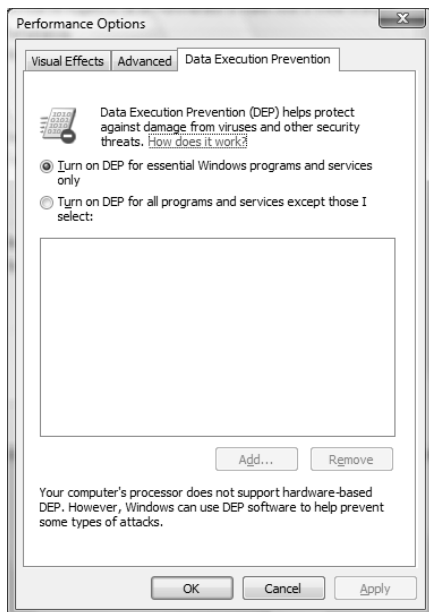 Performance Options
Visual Effects
Advanced
Data Execution Prevention
Data Execution Prevention (DEP) helps protect
against damage from viruses and other security
threats. How does it work?
Turn on DEP for essential Windows programs and services
only
Turn on DEP for all programs and services except those I
select:
Add...
Remove
Your computer's processor does not support hardware-based
DEP. However, Windows can use DEP software to help prevent
some types of attacks.
OK
Cancel
Apply